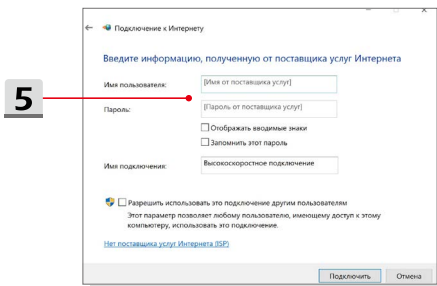 Подключение к Интернету
Введите информацию, полученную от поставщика услуг Интернета
Имя пользователя:
[Имя от поставщика услуг]
5
Пароль:
[Пароль от поставщика услуг]
Отображать вводимые знаки
Запомнить этот пароль
Имя подключения:
Высокоскоростное подключение
Разрешить использовать это подключение другим пользователям
Этот параметр позволяет любому пользователю, имеющему доступ к этому
компьютеру, использовать это подключение.
Нет поставщика услуг Интернета (ISP)
Подключить
Отмена